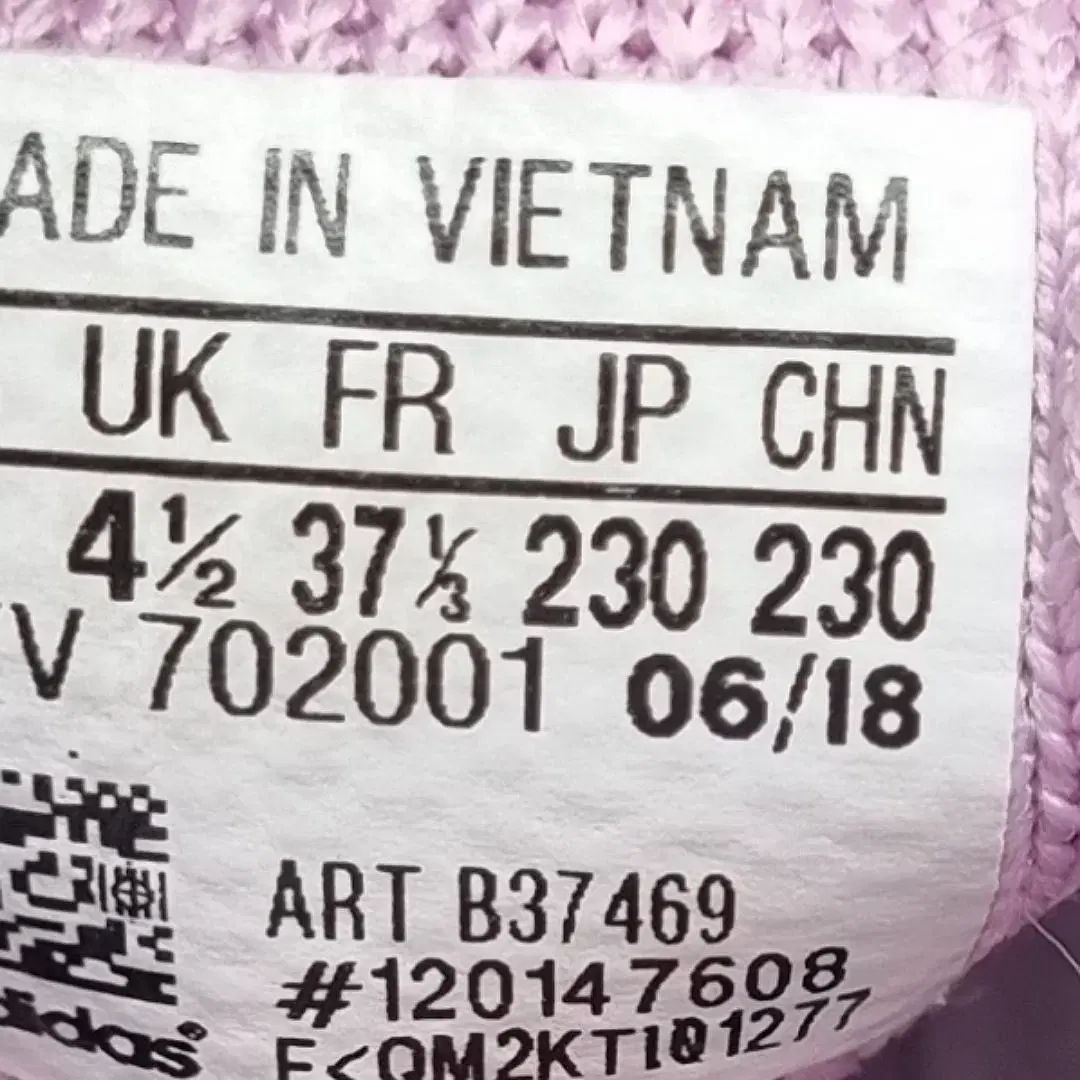 ADE IN VIETNAM
UK FR JP CHN
4½ 37⅓ 230 230
V 702001 06/18
ART B37469
#120147608
adidas®